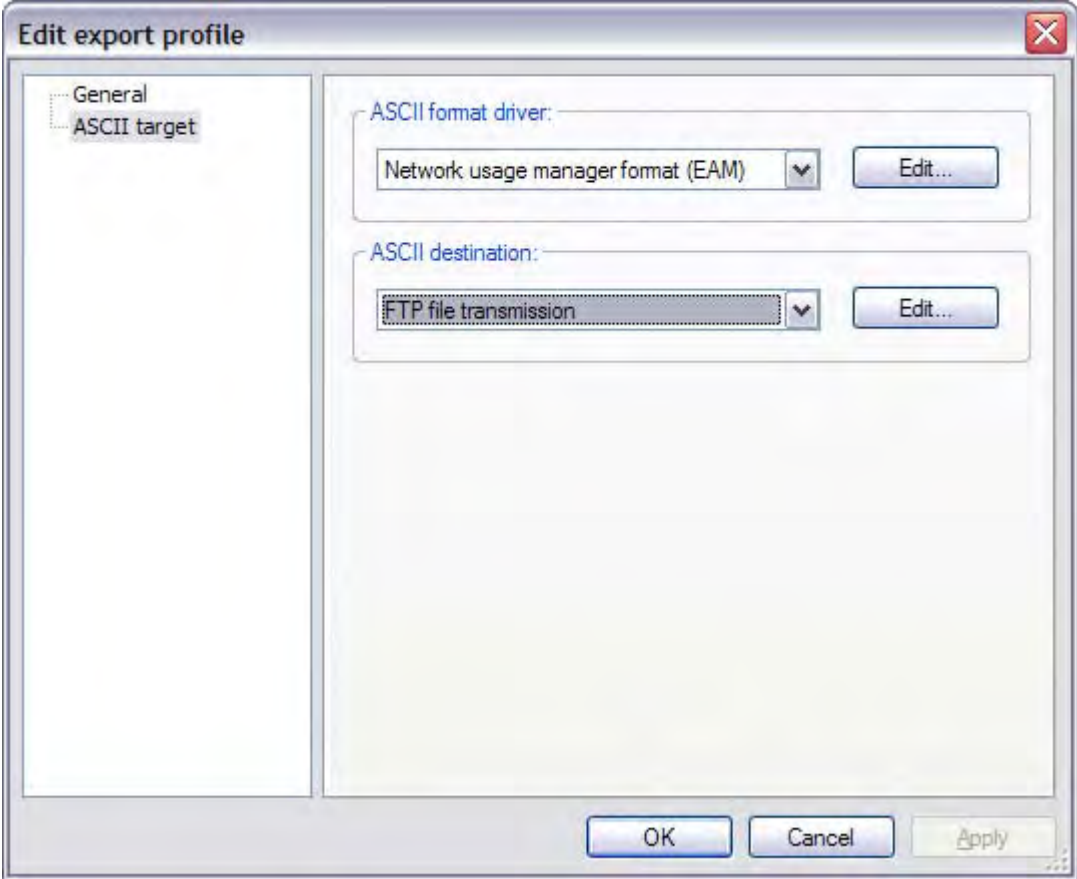 Edit export profile
General
ASCII target
ASCII format driver:
Network usage manager format (EAM)
Edit...
ASCII destination:
FTP file transmission
Edit...
OK
Cancel
Apply